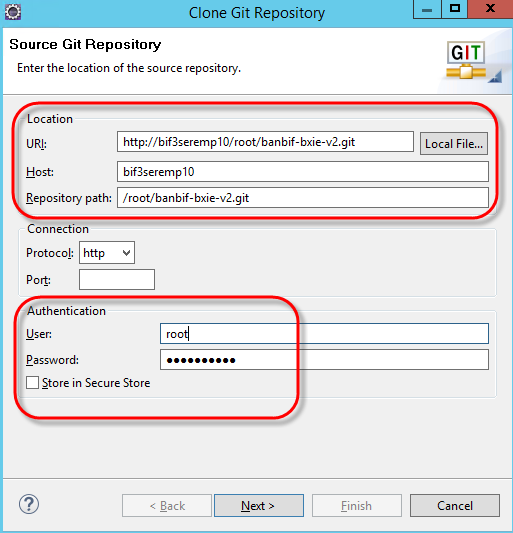 Clone Git Repository
Source Git Repository
Enter the location of the source repository.
GIT
Location
URI: http://bif3seremp10/root/banbif-bxie-v2.git Local File...
Host: bif3seremp10
Repository path: /root/banbif-bxie-v2.git
Connection
Protocol: http
Port:
Authentication
User: root
Password: ●●●●●●●●●●
Store in Secure Store
? < Back Next > Finish Cancel